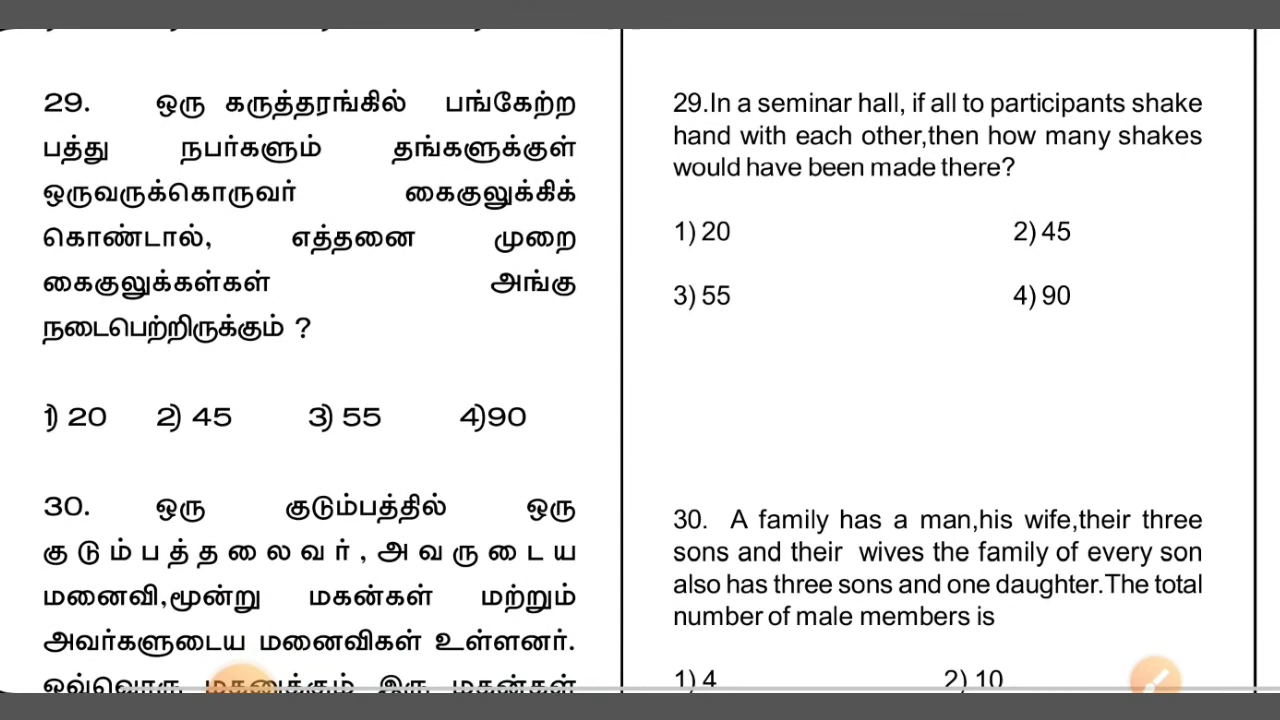 29. ஒரு கருத்தரங்கில் பங்கேற்ற
பத்து நபர்களும் தங்களுக்குள்
ஒருவருக்கொருவர் கைகுலுக்கிக்
கொண்டால், எத்தனை முறை
கைகுலுக்கள்கள் அங்கு
நடைபெற்றிருக்கும் ?
1) 20 2) 45 3) 55 4)90
30. ஒரு குடும்பத்தில் ஒரு
குடும்பத்தலைவர்,அவருடைய
மனைவி,மூன்று மகன்கள் மற்றும்
அவர்களுடைய மனைவிகள் உள்ளனர்.
ஒவ்வொரு மகனுக்கும் இரு மகன்கள்
29.In a seminar hall, if all to participants shake
hand with each other,then how many shakes
would have been made there?
1) 20 2) 45
3) 55 4) 90
30. A family has a man,his wife,their three
sons and their wives the family of every son
also has three sons and one daughter.The total
number of male members is
1) 4 2) 10